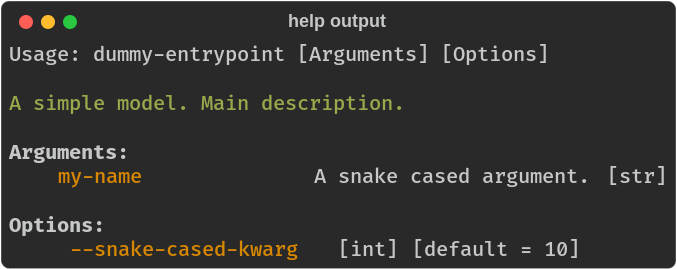 help output
Usage: dummy-entrypoint [Arguments] [Options]
A simple model. Main description.
Arguments:
my-name A snake cased argument. [str]
Options:
--snake-cased-kwarg [int] [default = 10]